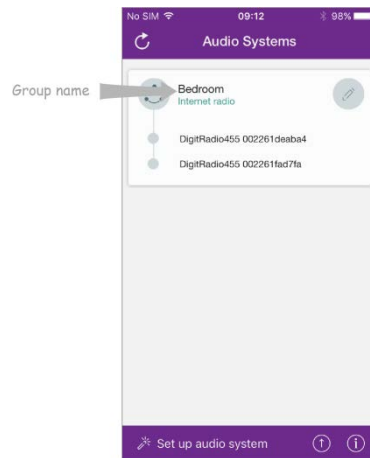 No SIM 09:12 98%
Audio Systems
Group name
Bedroom
Internet radio
DigitRadio455 002261deaba4
DigitRadio455 002261fad7fa
Set up audio system